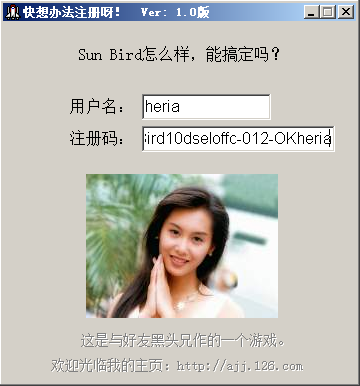 快想办法注册呀! Ver: 1.0版
Sun Bird怎么样，能搞定吗？
用户名： heria
注册码： ird10dseloffc-012-OKheria
这是与好友黑头兄作的一个游戏。
欢迎光临我的主页：http://ajj.126.com